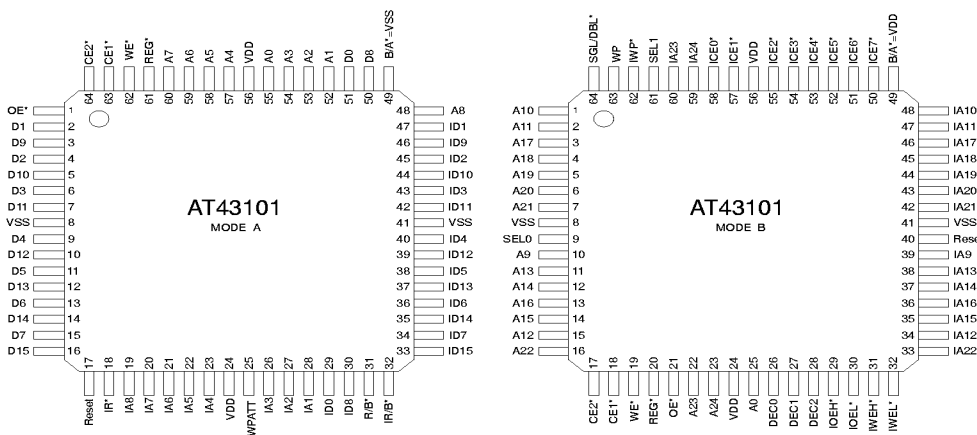 CE2* CE1* WE* REG* A7 A6 A5 A4 VDD A0 A3 A2 A1 D0 D8 B/A*=VSS
64 63 62 61 60 59 58 57 56 55 54 53 52 51 50 49
OE* 1 48 A8
D1 2 47 ID1
D9 3 46 ID9
D2 4 45 ID2
D10 5 44 ID10
D3 6 43 ID3
D11 7 42 ID11
VSS 8 41 VSS
D4 9 40 ID4
D12 10 39 ID12
D5 11 38 ID5
D13 12 37 ID13
D6 13 36 ID6
D14 14 35 ID14
D7 15 34 ID7
D15 16 33 ID15
AT43101
MODE A
17 18 19 20 21 22 23 24 25 26 27 28 29 30 31 32
Reset IR* IA8 IA7 IA6 IA5 IA4 VDD WPATT IA3 IA2 IA1 ID0 ID8 R/B* IR/B*
SGL/DBL* WP IWP* SEL1 IA23 IA24 ICE0* ICE1* VDD ICE2* ICE3* ICE4* ICE5* ICE6* ICE7* B/A*=VDD
64 63 62 61 60 59 58 57 56 55 54 53 52 51 50 49
A10 1 48 IA10
A11 2 47 IA11
A17 3 46 IA17
A18 4 45 IA18
A19 5 44 IA19
A20 6 43 IA20
A21 7 42 IA21
VSS 8 41 VSS
SEL0 9 40 Rese
A9 10 39 IA9
A13 11 38 IA13
A14 12 37 IA14
A16 13 36 IA16
A15 14 35 IA15
A12 15 34 IA12
A22 16 33 IA22
AT43101
MODE B
17 18 19 20 21 22 23 24 25 26 27 28 29 30 31 32
CE2* CE1* WE* REG* OE* A23 A24 VDD A0 DEC0 DEC1 DEC2 IOEH* IOEL* IWEH* IWEL*